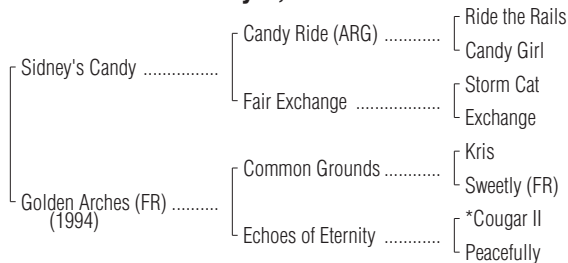 Ride the Rails
Candy Ride (ARG) ............
Candy Girl
Sidney's Candy ................
Storm Cat
Fair Exchange ..................
Exchange
Kris
Common Grounds ............
Sweetly (FR)
Golden Arches (FR) ..........
(1994)
*Cougar II
Echoes of Eternity ............
Peacefully